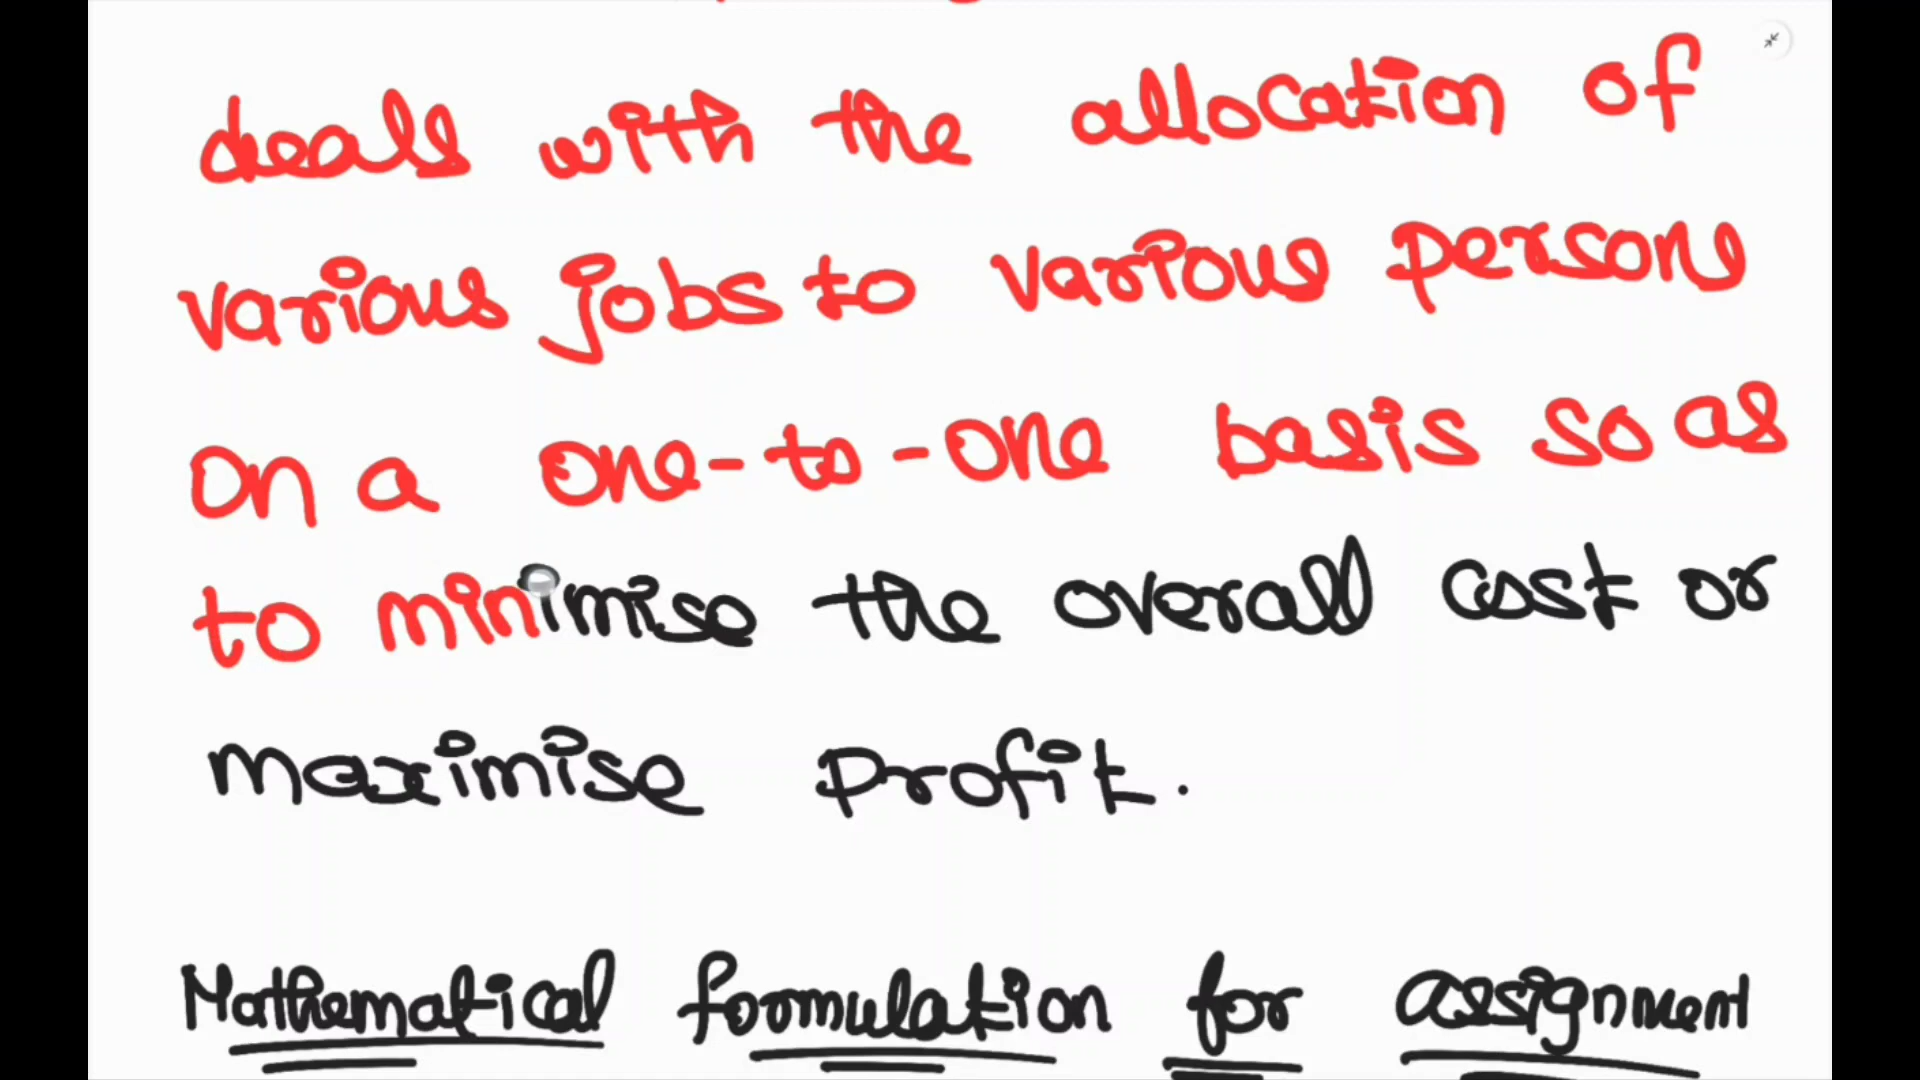 deals with the allocation of
various jobs to various persons
on a one-to-one basis so as
to minimise the overall cost or
maximise profit.
Mathematical formulation for assignment